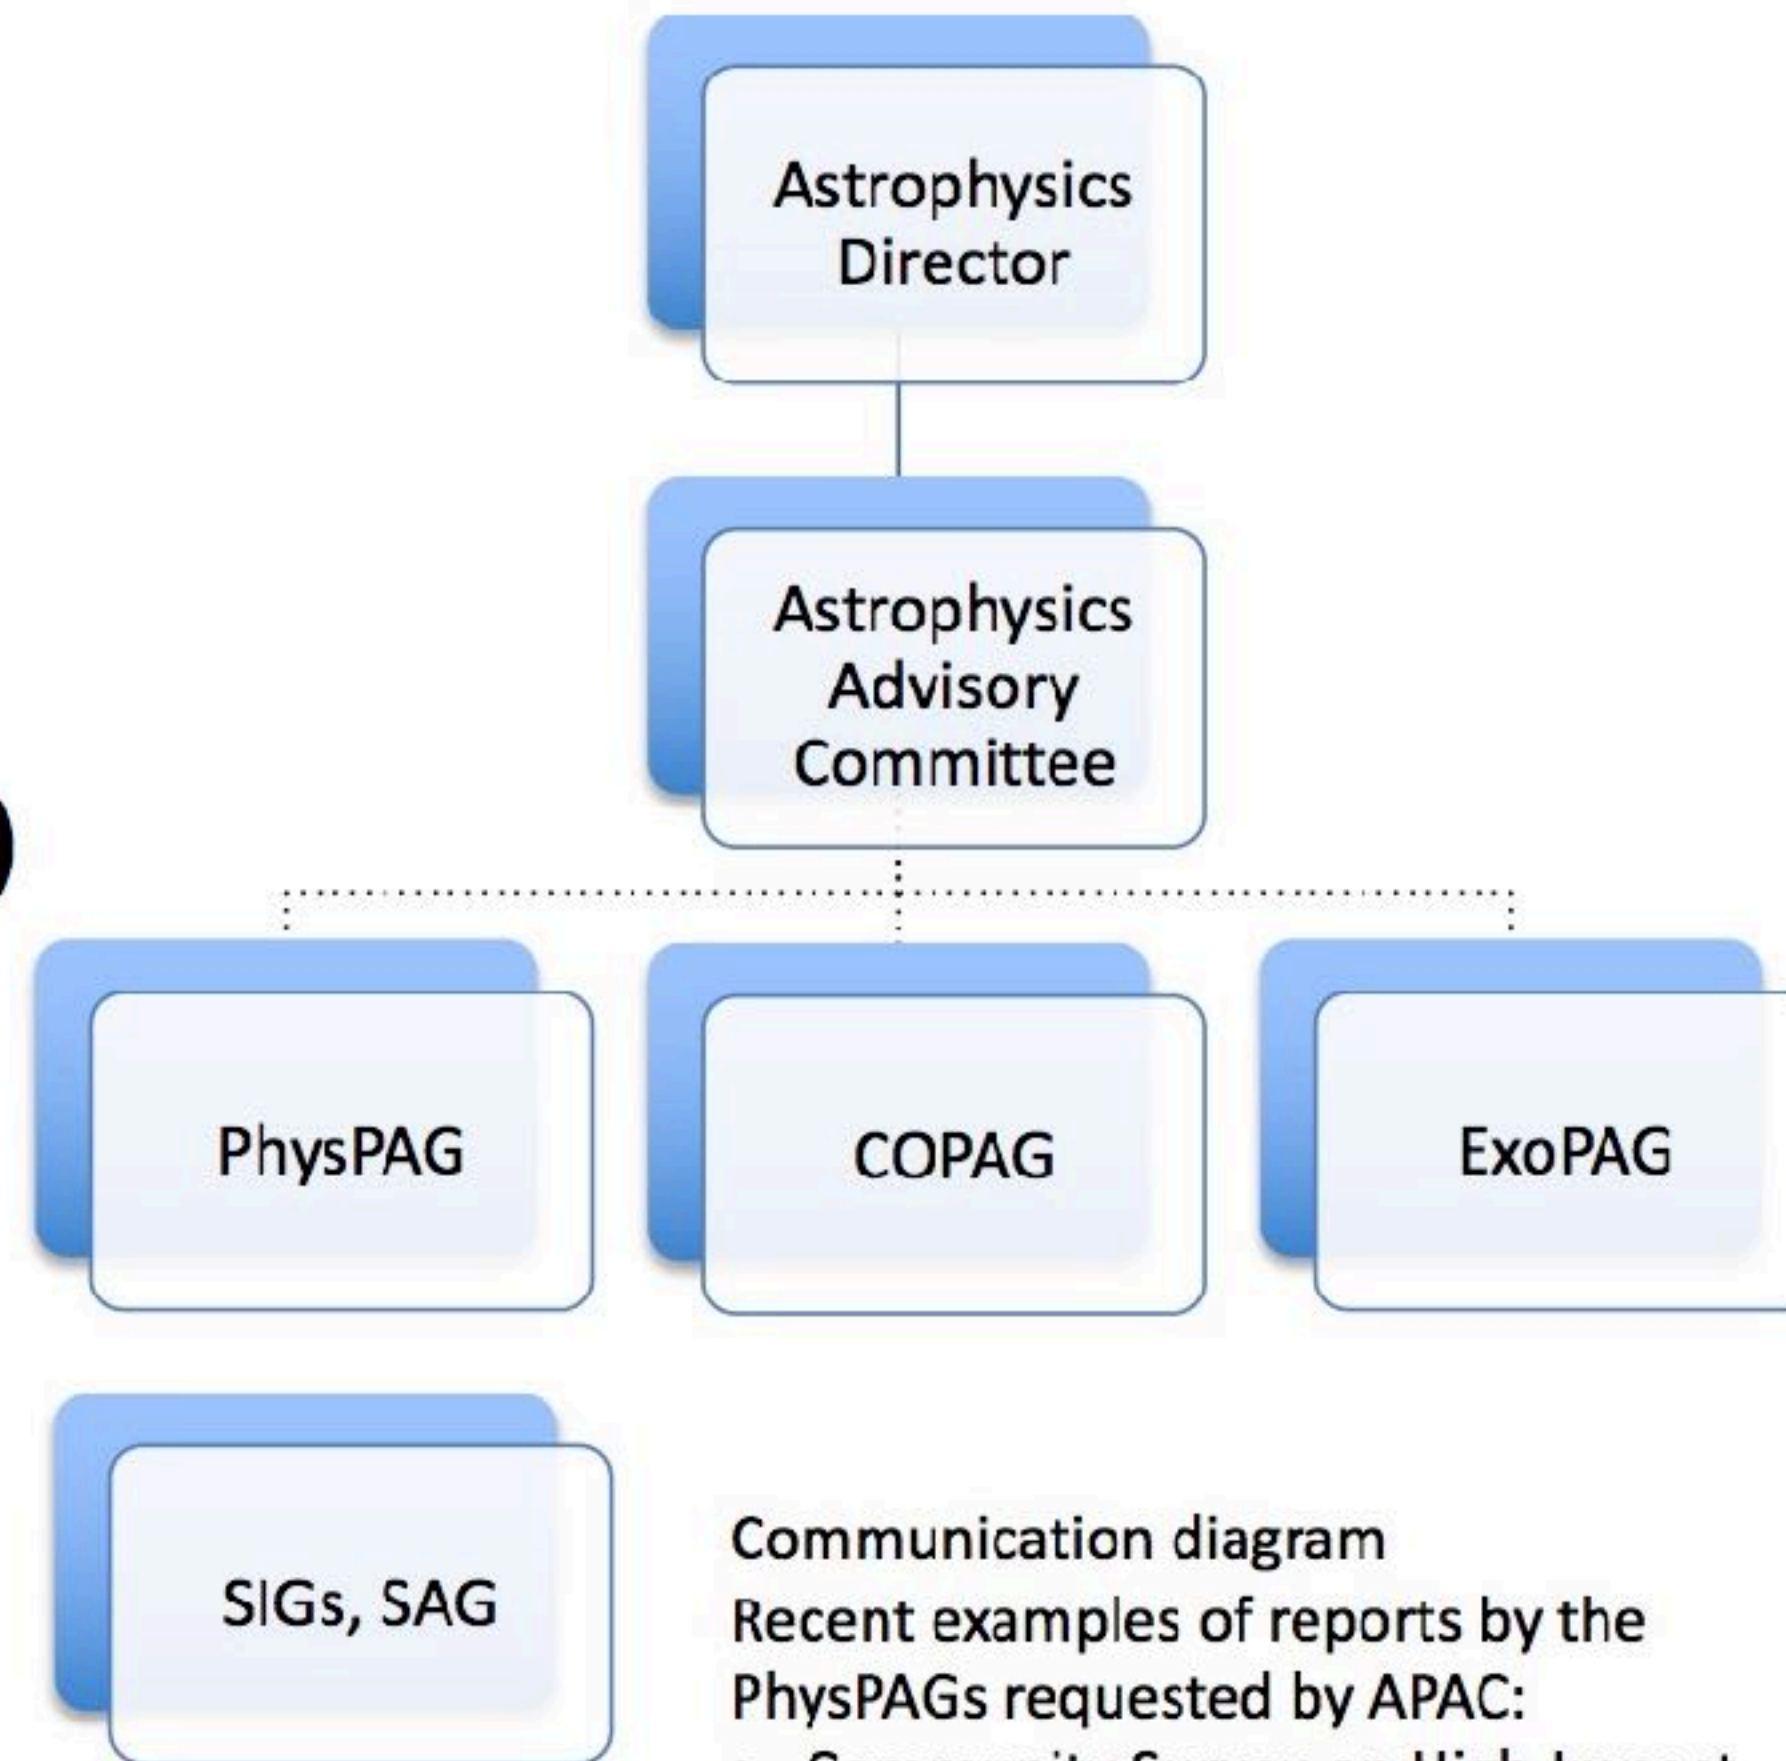 Astrophysics
Director
Astrophysics
Advisory
Committee
PhysPAG
COPAG
ExoPAG
SIGs, SAG
Communication diagram
Recent examples of reports by the
PhysPAGs requested by APAC: